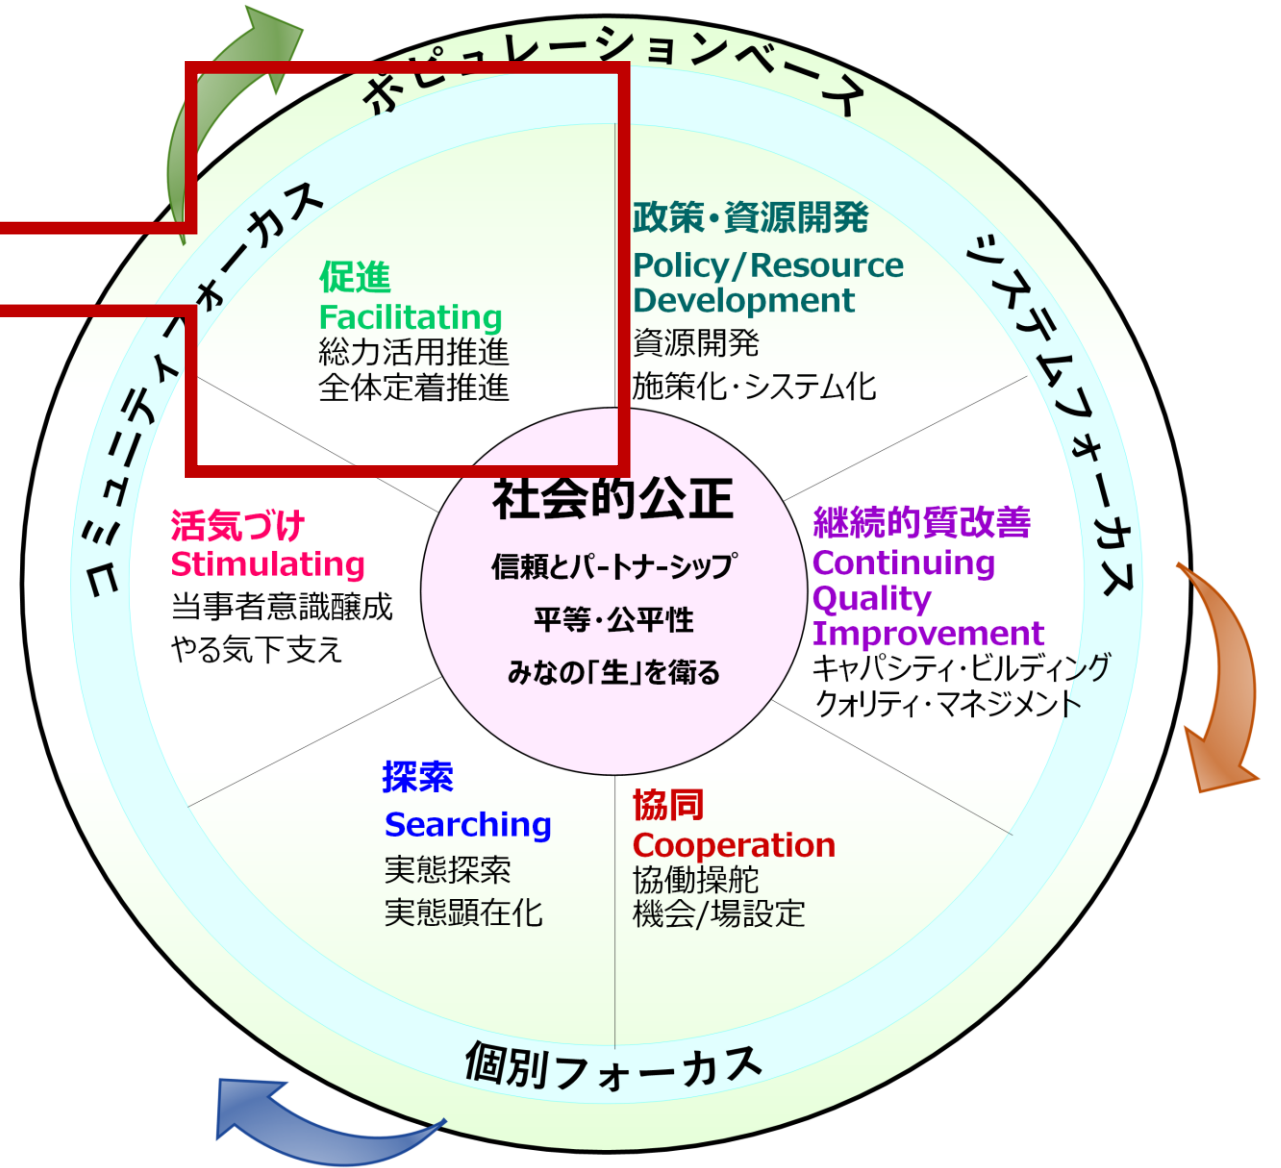 ポピュレーションベース
コミュニティーフォーカス
システムフォーカス
促進
Facilitating
総力活用推進
全体定着推進
政策・資源開発
Policy/Resource
Development
資源開発
施策化・システム化
活気づけ
Stimulating
当事者意識醸成
やる気下支え
社会的公正
信頼とパートナーシップ
平等・公平性
みなの「生」を衛る
継続的質改善
Continuing
Quality
Improvement
キャパシティ・ビルディング
クォリティ・マネジメント
探索
Searching
実態探索
実態顕在化
協同
Cooperation
協働操舵
機会/場設定
個別フォーカス